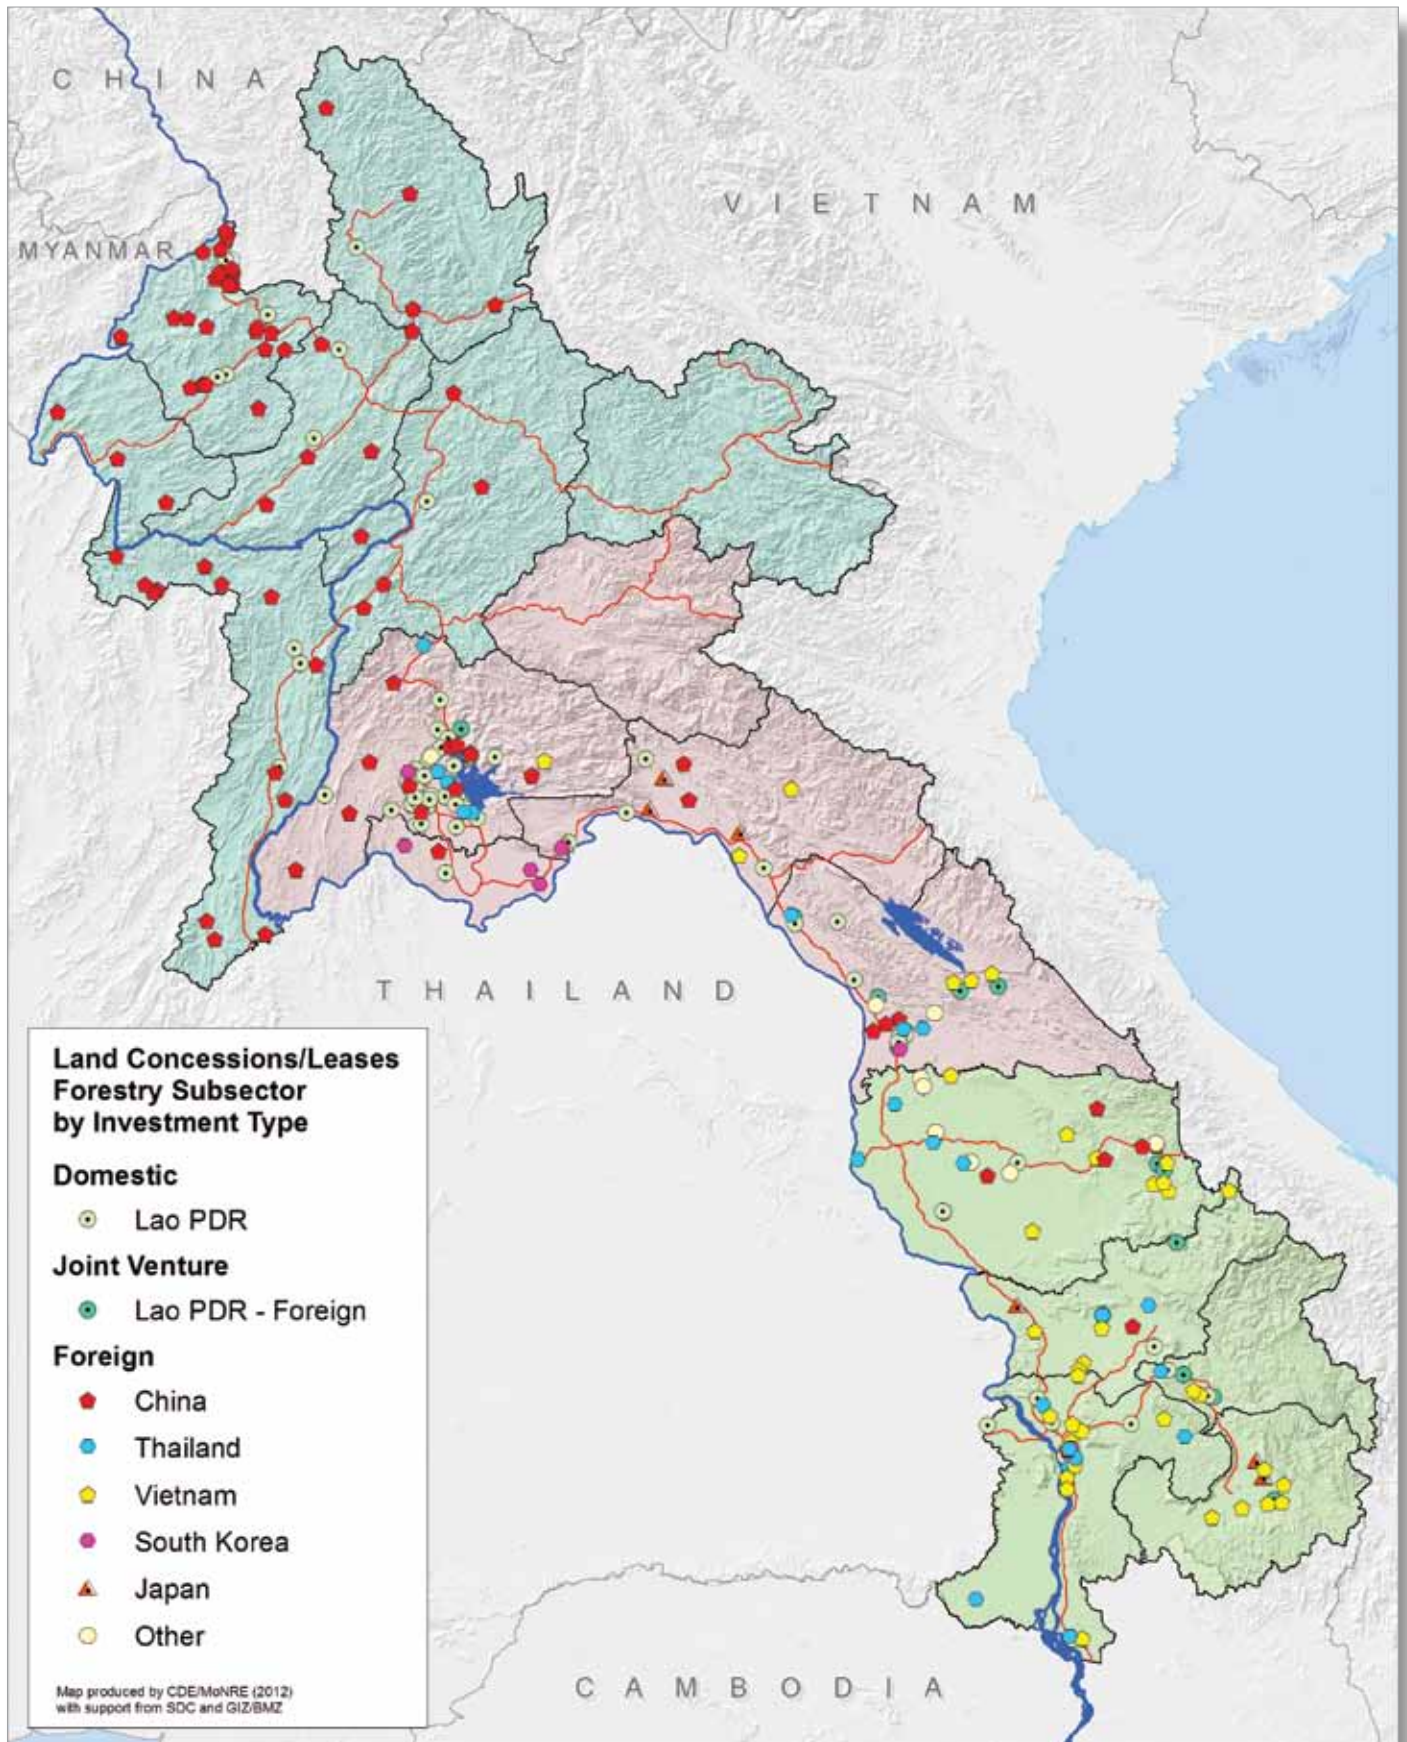 CHINA
VIETNAM
MYANMAR
THAILAND
Land Concessions/Leases
Forestry Subsector
by Investment Type
Domestic
Lao PDR
Joint Venture
Lao PDR - Foreign
Foreign
China
Thailand
Vietnam
South Korea
Japan
Other
Map produced by CDE/MoNRE (2012)
with support from SDC and GIZ/BMZ
CAMBODIA